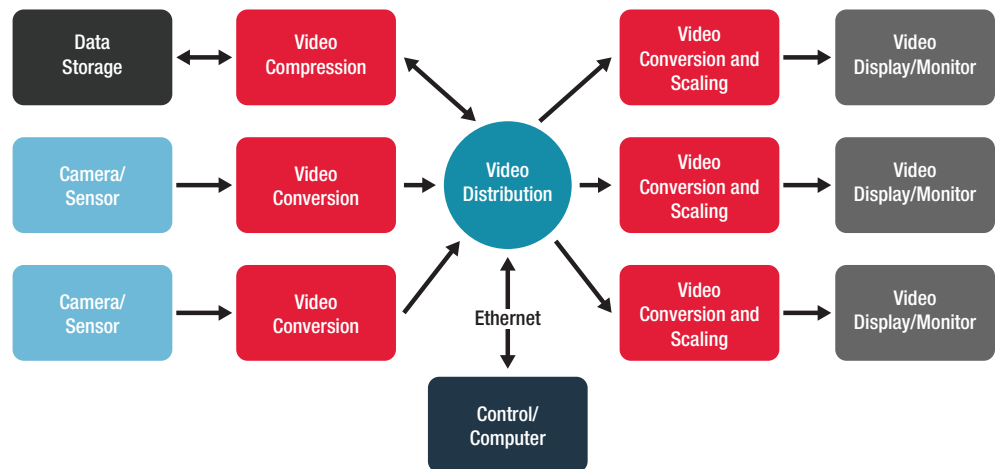 Data
Storage
Video
Compression
Video
Conversion and
Scaling
Video
Display/Monitor
Camera/
Sensor
Video
Conversion
Video
Distribution
Video
Conversion and
Scaling
Video
Display/Monitor
Camera/
Sensor
Video
Conversion
Ethernet
Video
Conversion and
Scaling
Video
Display/Monitor
Control/
Computer